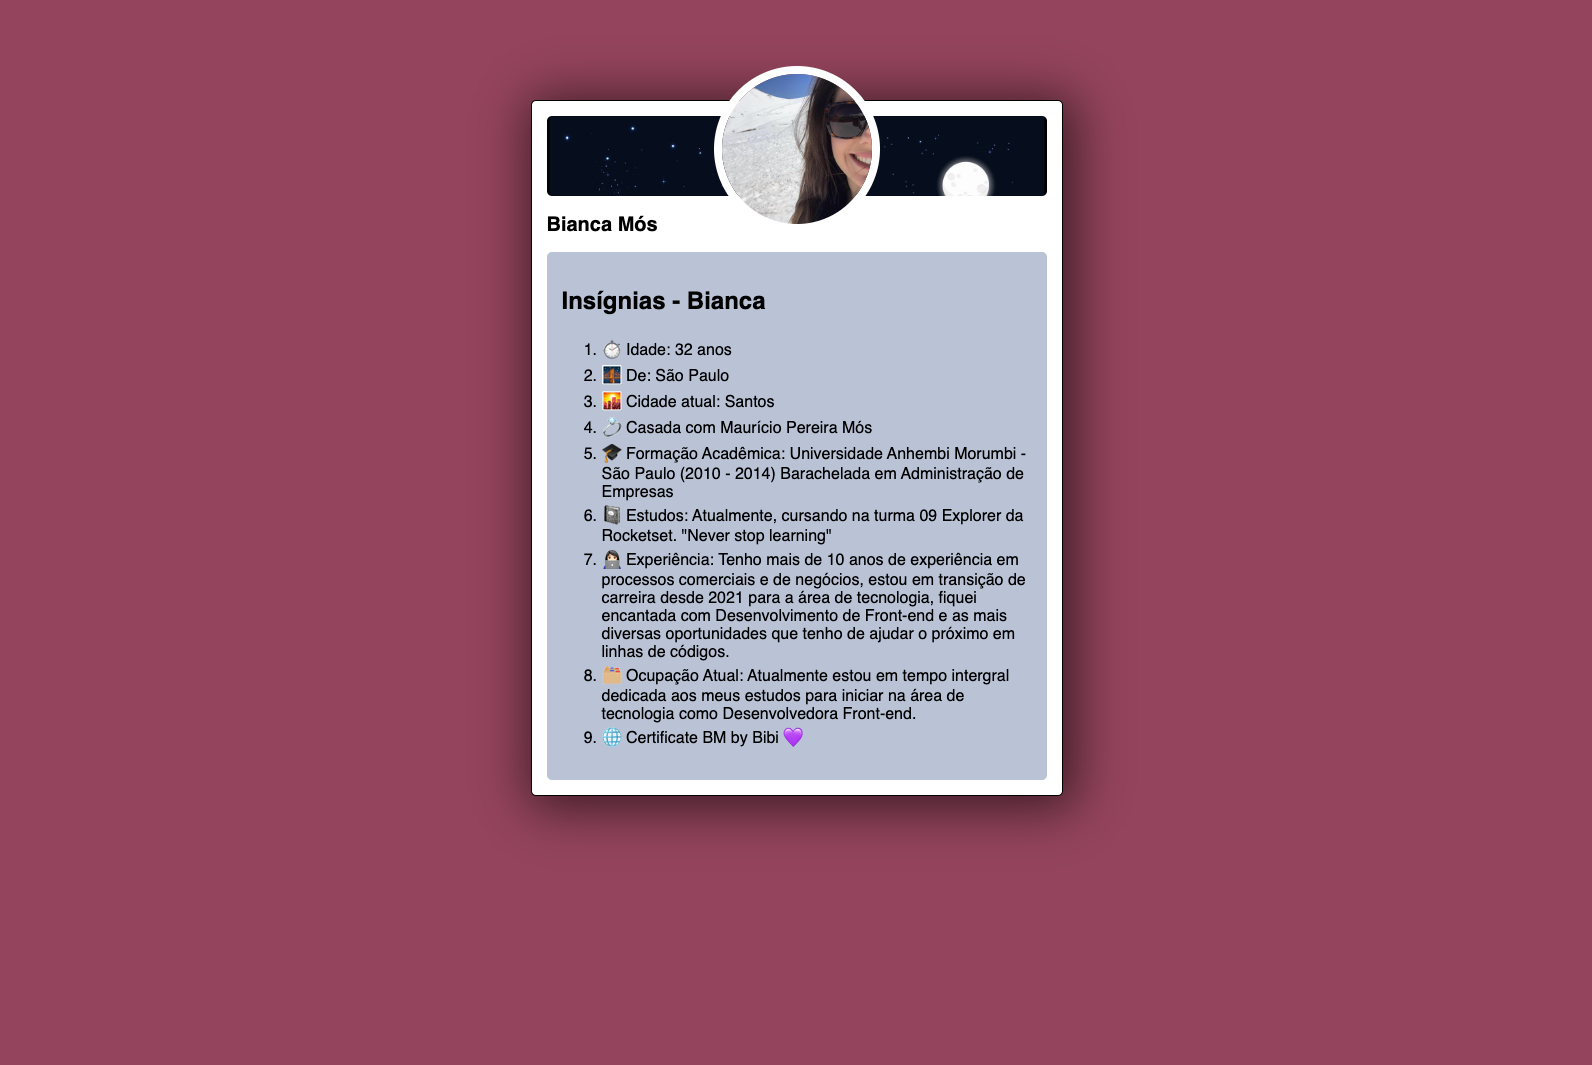 Bianca Mós
Insígnias - Bianca
1. ⏱️ Idade: 32 anos
2. 🌉 De: São Paulo
3. 🌇 Cidade atual: Santos
4. 💍 Casada com Maurício Pereira Mós
5. 🎓 Formação Acadêmica: Universidade Anhembi Morumbi -
São Paulo (2010 - 2014) Barachelada em Administração de
Empresas
6. 📓 Estudos: Atualmente, cursando na turma 09 Explorer da
Rocketset. "Never stop learning"
7. 👩🏻‍💻 Experiência: Tenho mais de 10 anos de experiência em
processos comerciais e de negócios, estou em transição de
carreira desde 2021 para a área de tecnologia, fiquei
encantada com Desenvolvimento de Front-end e as mais
diversas oportunidades que tenho de ajudar o próximo em
linhas de códigos.
8. 🗂️ Ocupação Atual: Atualmente estou em tempo intergral
dedicada aos meus estudos para iniciar na área de
tecnologia como Desenvolvedora Front-end.
9. 🌐 Certificate BM by Bibi 💜